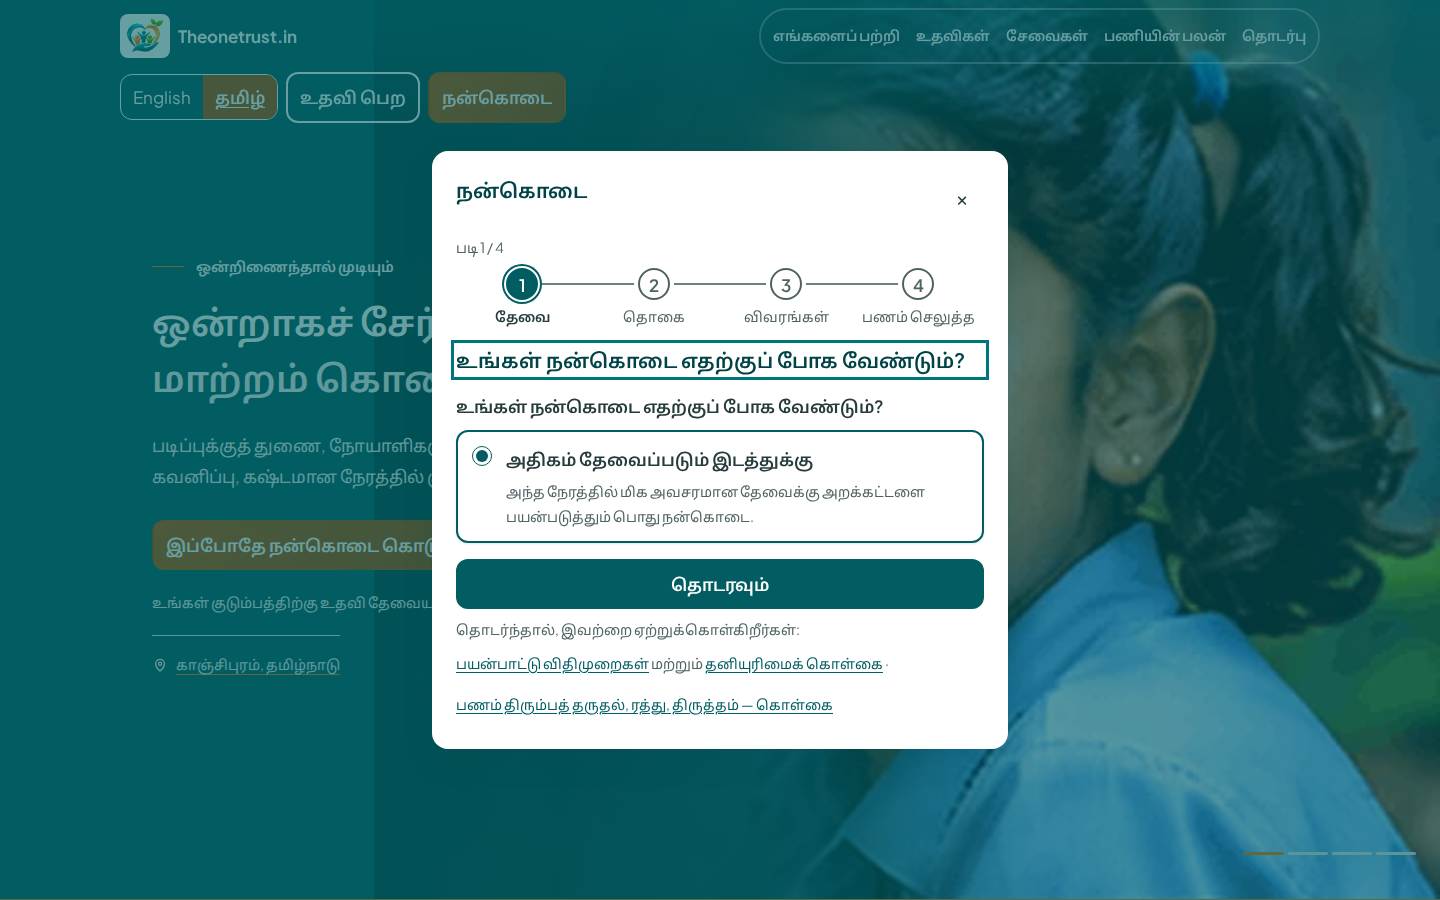 Theonetrust.in
எங்களைப் பற்றி உதவிகள் சேவைகள் பணியின் பலன் தொடர்பு
English தமிழ் உதவி பெற நன்கொடை
ஒன்றிணைந்தால் முடியும்
ஒன்றாகச்
மாற்றம்
படிப்புக்குத் துணை,
கவனிப்பு, கஷ்டமான நேரத்தில்
இப்போதே நன்கொடை
உங்கள் குடும்பத்திற்கு உதவி
காஞ்சிபுரம், தமிழ்நாடு
நன்கொடை
×
படி 1 / 4
1 2 3 4
தேவை தொகை விவரங்கள் பணம் செலுத்த
உங்கள் நன்கொடை எதற்குப் போக வேண்டும்?
உங்கள் நன்கொடை எதற்குப் போக வேண்டும்?
அதிகம் தேவைப்படும் இடத்துக்கு
அந்த நேரத்தில் மிக அவசரமான தேவைக்கு அறக்கட்டளை
பயன்படுத்தும் பொது நன்கொடை.
தொடரவும்
தொடர்ந்தால், இவற்றை ஏற்றுக்கொள்கிறீர்கள்:
பயன்பாட்டு விதிமுறைகள் மற்றும் தனியுரிமைக் கொள்கை ·
பணம் திரும்பத் தருதல், ரத்து, திருத்தம் — கொள்கை